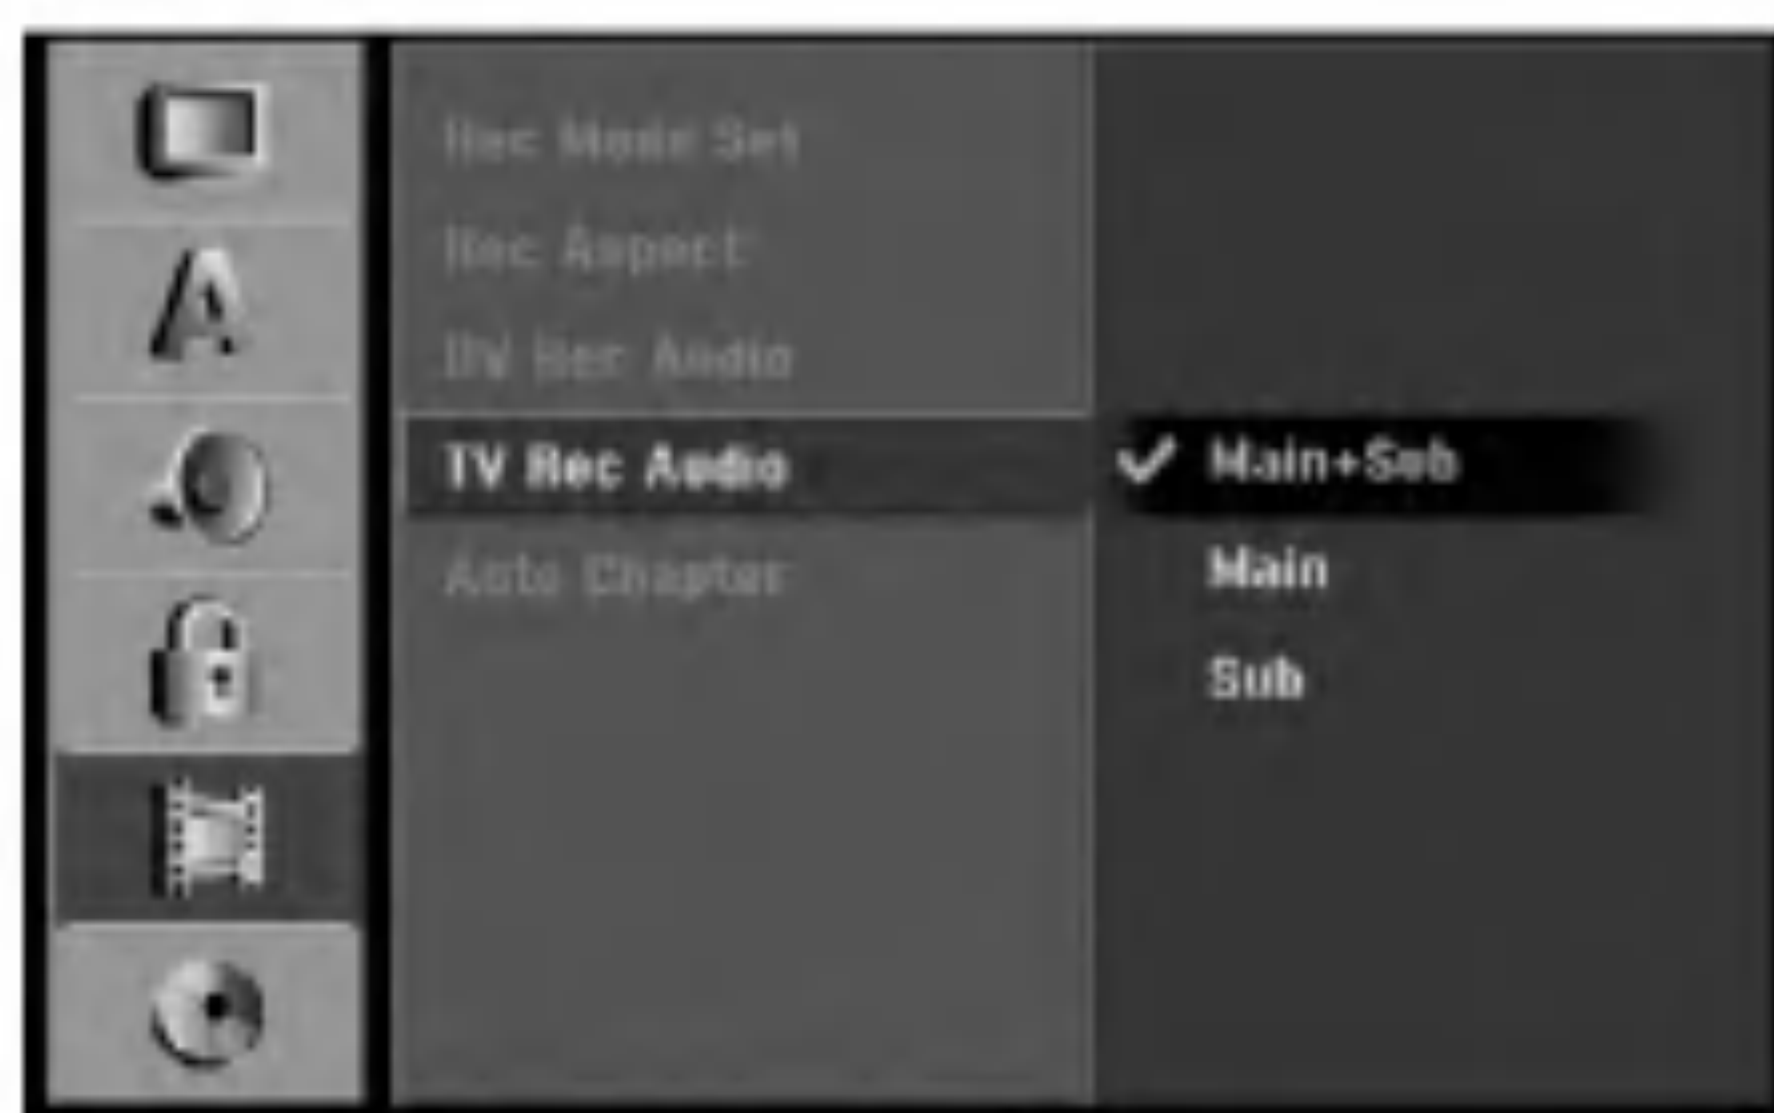 Rec Mode Set
Rec Aspect
DV Rec Audio
TV Rec Audio
Auto Chapter
Main+Sub
Main
Sub